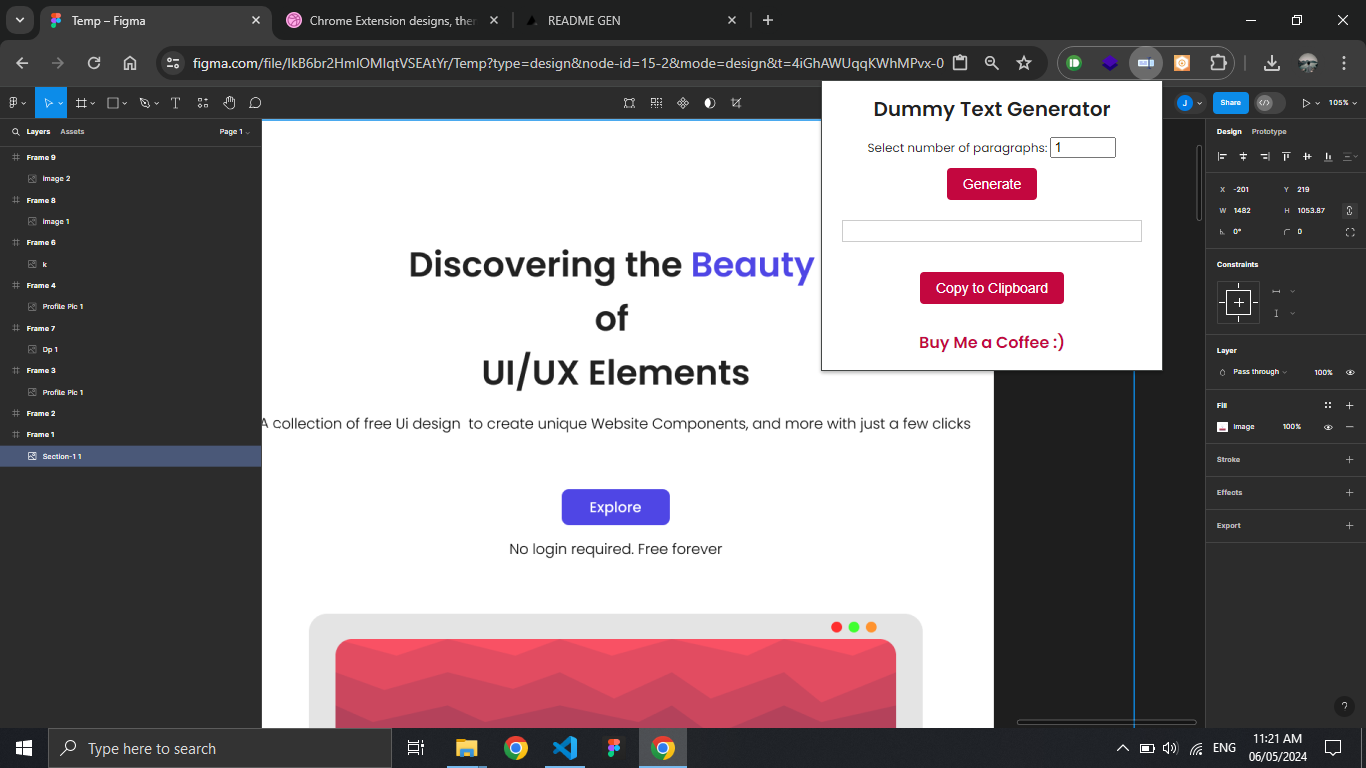 Temp – Figma
Chrome Extension designs, ther
README GEN
figma.com/file/IkB6br2HmIOMIqtVSEAtYr/Temp?type=design&node-id=15-2&mode=design&t=4iGhAWUqqKWhMPvx-0
J
Share
105%
Layers
Assets
Page 1
Frame 9
image 2
Frame 8
image 1
Frame 6
k
Frame 4
Profile Pic 1
Frame 7
Dp 1
Frame 3
Profile Pic 1
Frame 2
Frame 1
Section-1 1
Discovering the Beauty
of
UI/UX Elements
A collection of free Ui design  to create unique Website Components, and more with just a few clicks
Explore
No login required. Free forever
Dummy Text Generator
Select number of paragraphs: 1
Generate
Copy to Clipboard
Buy Me a Coffee :)
Design
Prototype
X -201 Y 219
W 1482 H 1053.87
0° 0
Constraints
Layer
Pass through 100%
Fill
Image 100%
Stroke
Effects
Export
?
Type here to search
ENG
11:21 AM
06/05/2024